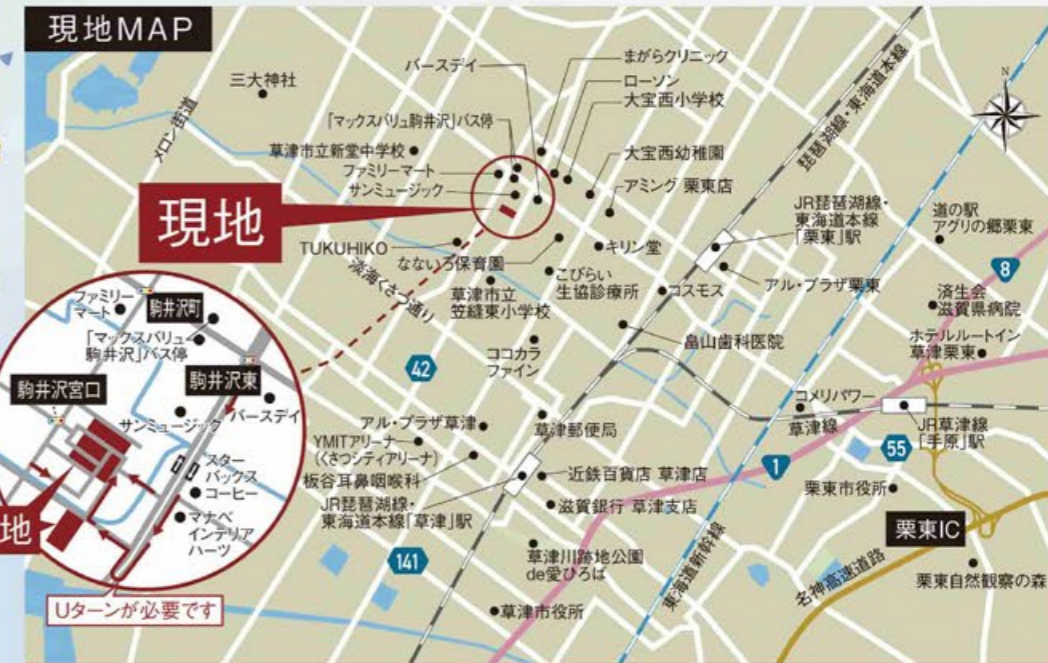 現地MAP
三大神社
メロン街道
バースデイ
まがらクリニック
ローソン
大宝西小学校
「マックスバリュ駒井沢」バス停
草津市立新堂中学校
ファミリーマート
サンミュージック
大宝西幼稚園
アミング 栗東店
琵琶湖線・東海道本線
N
現地
TUKUHIKO
なないろ保育園
キリン堂
JR琵琶湖線・
東海道本線
「栗東」駅
道の駅
アグリの郷栗東
8
淡海くさつ通り
草津市立
笠縫東小学校
こびらい
生協診療所
コスモス
アル・プラザ栗東
済生会
滋賀県病院
ホテルルートイン
草津栗東
畠山歯科医院
ココカラ
ファイン
42
コメリパワー
草津線
JR草津線
「手原」駅
アル・プラザ草津
YMITアリーナ
(くさつシティアリーナ)
板谷耳鼻咽喉科
JR琵琶湖線・
東海道本線「草津」駅
草津郵便局
近鉄百貨店 草津店
滋賀銀行 草津支店
1
55
栗東市役所
栗東IC
141
草津川跡地公園
de愛ひろば
東海道新幹線
名神高速道路
栗東自然観察の森
草津市役所
ファミリー
マート
駒井沢町
「マックスバリュ
駒井沢」バス停
駒井沢東
駒井沢宮口
サンミュージック
バースデイ
スター
バックス
コーヒー
マナベ
インテリア
ハーツ
地
Uターンが必要です